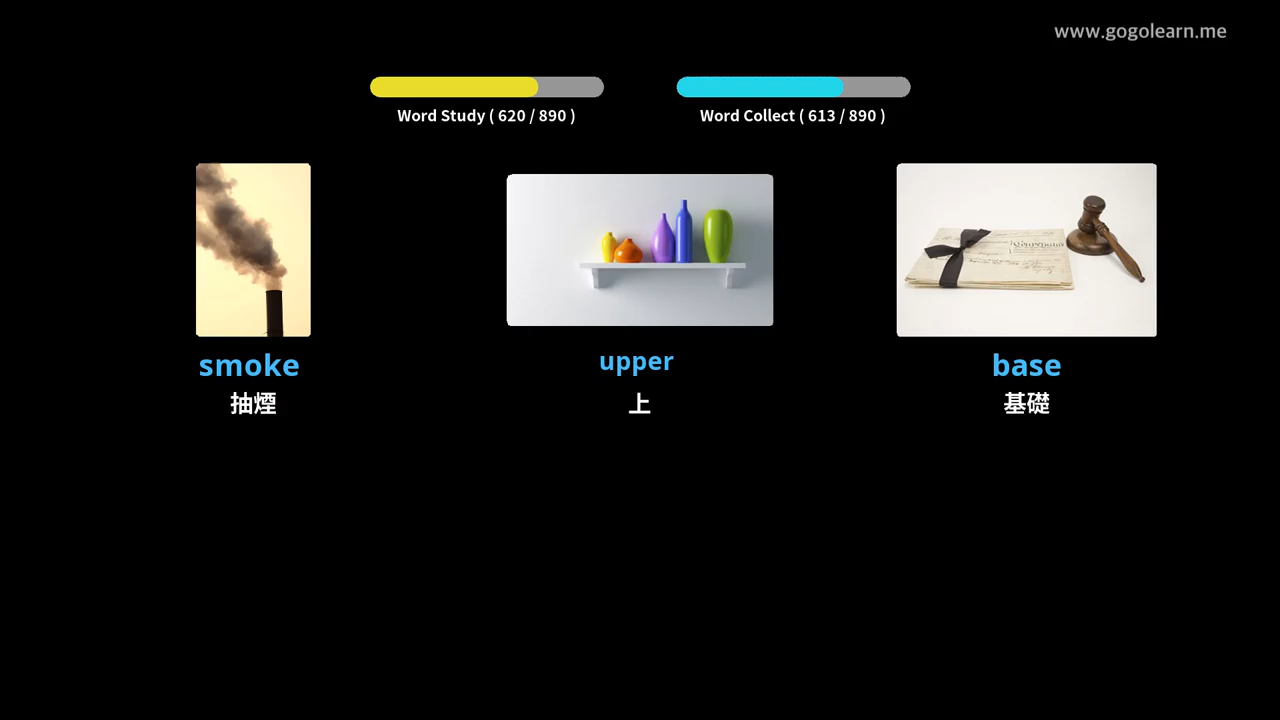 www.gogolearn.me
Word Study ( 620 / 890 )
Word Collect ( 613 / 890 )
smoke
抽煙
upper
上
base
基礎